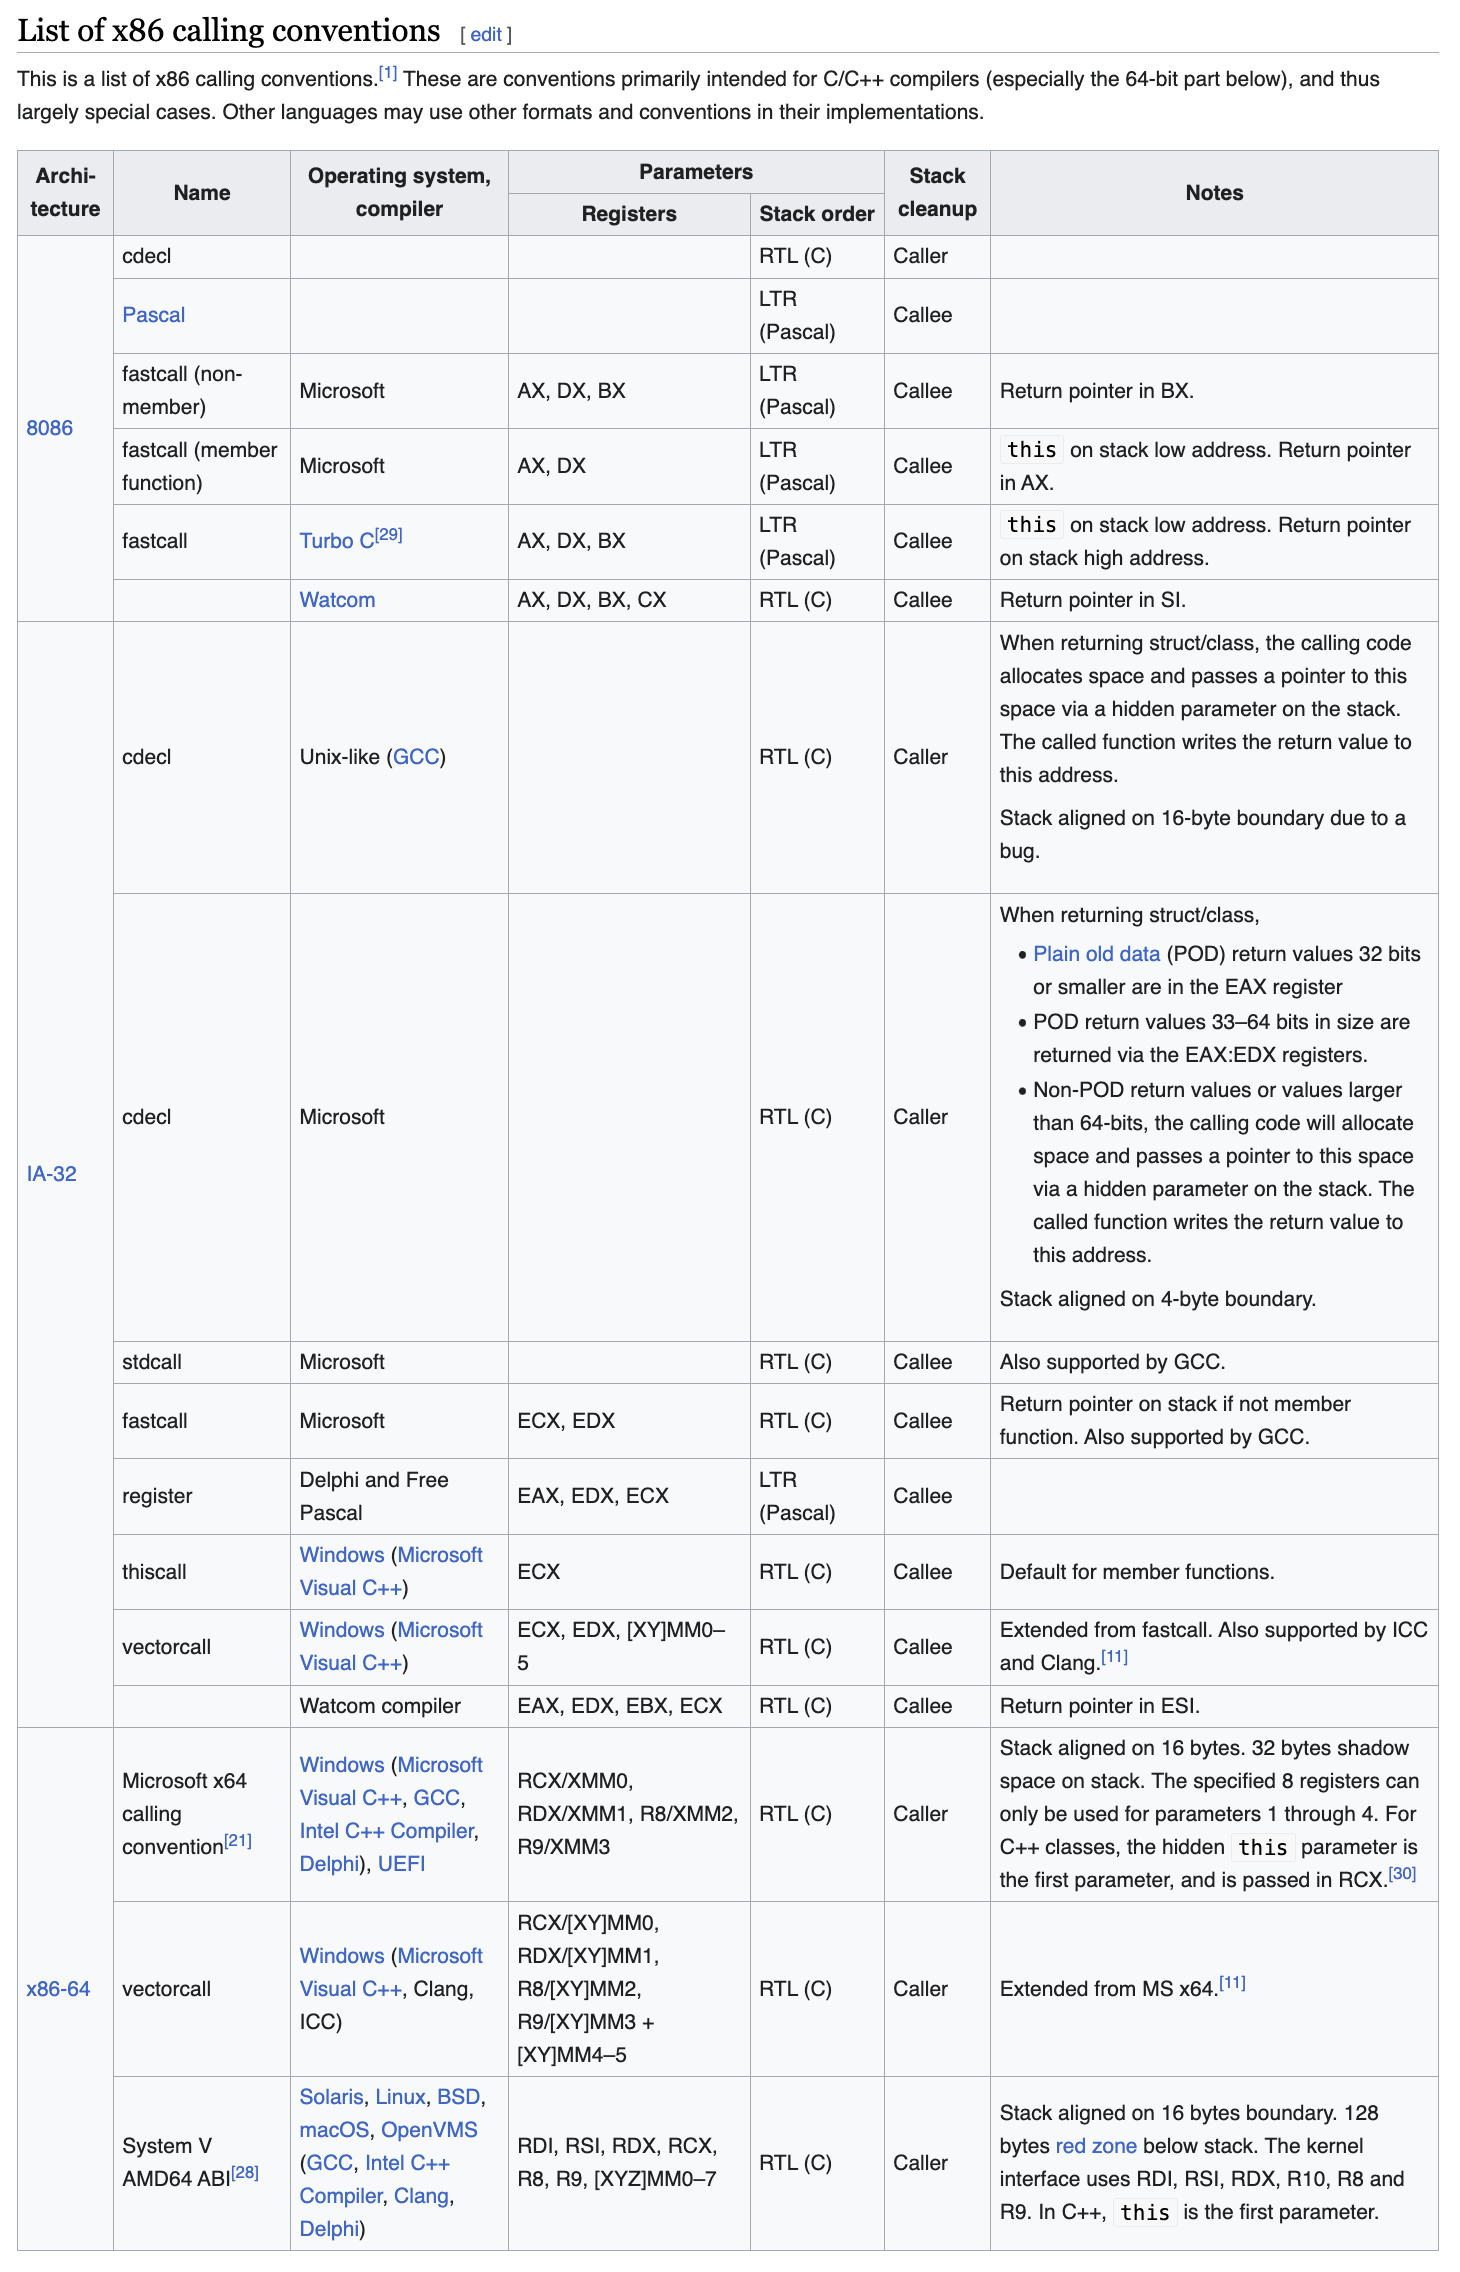 List of x86 calling conventions [ edit ]
This is a list of x86 calling conventions.[1] These are conventions primarily intended for C/C++ compilers (especially the 64-bit part below), and thus
largely special cases. Other languages may use other formats and conventions in their implementations.
Archi-
tecture
Name
Operating system,
compiler
Parameters
Registers
Stack order
Stack
cleanup
Notes
8086
cdecl
RTL (C)
Caller
Pascal
LTR
(Pascal)
Callee
fastcall (non-
member)
Microsoft
AX, DX, BX
LTR
(Pascal)
Callee
Return pointer in BX.
fastcall (member
function)
Microsoft
AX, DX
LTR
(Pascal)
Callee
this on stack low address. Return pointer
in AX.
fastcall
Turbo C[29]
AX, DX, BX
LTR
(Pascal)
Callee
this on stack low address. Return pointer
on stack high address.
Watcom
AX, DX, BX, CX
RTL (C)
Callee
Return pointer in SI.
IA-32
cdecl
Unix-like (GCC)
RTL (C)
Caller
When returning struct/class, the calling code
allocates space and passes a pointer to this
space via a hidden parameter on the stack.
The called function writes the return value to
this address.
Stack aligned on 16-byte boundary due to a
bug.
cdecl
Microsoft
RTL (C)
Caller
When returning struct/class,
• Plain old data (POD) return values 32 bits
or smaller are in the EAX register
• POD return values 33–64 bits in size are
returned via the EAX:EDX registers.
• Non-POD return values or values larger
than 64-bits, the calling code will allocate
space and passes a pointer to this space
via a hidden parameter on the stack. The
called function writes the return value to
this address.
Stack aligned on 4-byte boundary.
stdcall
Microsoft
RTL (C)
Callee
Also supported by GCC.
fastcall
Microsoft
ECX, EDX
RTL (C)
Callee
Return pointer on stack if not member
function. Also supported by GCC.
register
Delphi and Free
Pascal
EAX, EDX, ECX
LTR
(Pascal)
Callee
thiscall
Windows (Microsoft
Visual C++)
ECX
RTL (C)
Callee
Default for member functions.
vectorcall
Windows (Microsoft
Visual C++)
ECX, EDX, [XY]MM0–
5
RTL (C)
Callee
Extended from fastcall. Also supported by ICC
and Clang.[11]
Watcom compiler
EAX, EDX, EBX, ECX
RTL (C)
Callee
Return pointer in ESI.
x86-64
Microsoft x64
calling
convention[21]
Windows (Microsoft
Visual C++, GCC,
Intel C++ Compiler,
Delphi), UEFI
RCX/XMM0,
RDX/XMM1, R8/XMM2,
R9/XMM3
RTL (C)
Caller
Stack aligned on 16 bytes. 32 bytes shadow
space on stack. The specified 8 registers can
only be used for parameters 1 through 4. For
C++ classes, the hidden this parameter is
the first parameter, and is passed in RCX.[30]
vectorcall
Windows (Microsoft
Visual C++, Clang,
ICC)
RCX/[XY]MM0,
RDX/[XY]MM1,
R8/[XY]MM2,
R9/[XY]MM3 +
[XY]MM4–5
RTL (C)
Caller
Extended from MS x64.[11]
System V
AMD64 ABI[28]
Solaris, Linux, BSD,
macOS, OpenVMS
(GCC, Intel C++
Compiler, Clang,
Delphi)
RDI, RSI, RDX, RCX,
R8, R9, [XYZ]MM0–7
RTL (C)
Caller
Stack aligned on 16 bytes boundary. 128
bytes red zone below stack. The kernel
interface uses RDI, RSI, RDX, R10, R8 and
R9. In C++, this is the first parameter.